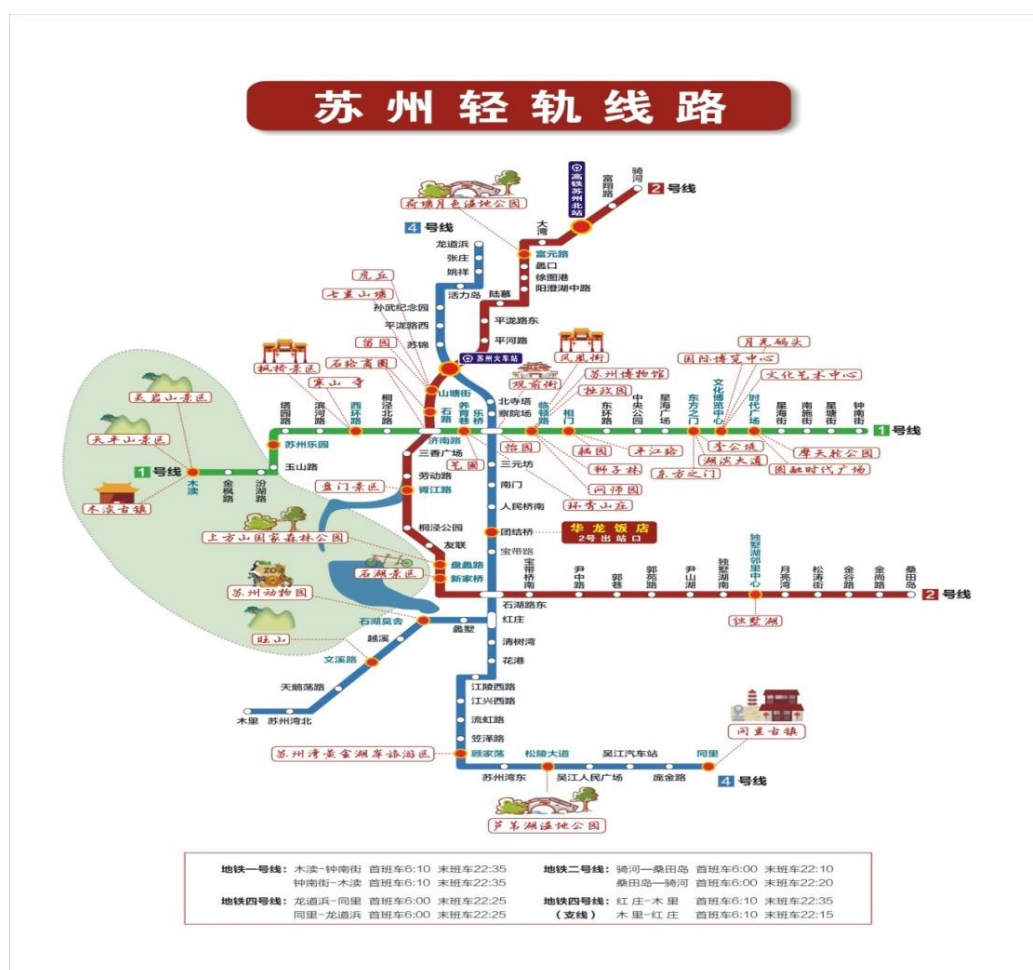 苏州轻轨线路
荷塘月色湿地公园
高铁苏州北站
富翔路
骑河
2号线
4号线
龙道浜
张庄
姚祥
活力岛
孙武纪念园
平泷路西
苏锦
大湾
富元路
蠡口
徐图港
阳澄湖中路
陆慕
平泷路东
平河路
苏州火车站
虎丘
七里山塘
留园
石路商圈
寒山寺
枫桥景区
山塘街
石路
凤凰街
观前街
苏州博物馆
拙政园
月光码头
国际博览中心
文化艺术中心
塔园路
滨河路
西环路
桐泾北路
养育巷
乐桥
北寺塔
察院场
临顿路
相门
东环路
中央公园
星海广场
东方之门
文化博览中心
时代广场
星海街
南施街
星塘街
钟南街
1号线
灵岩山景区
天平山景区
苏州乐园
玉山路
汾湖路
金枫路
木渎
1号线
木渎古镇
济南路
三香广场
劳动路
胥江路
盘门景区
艺圃
怡园
三元坊
南门
人民桥南
耦园
平江路
狮子林
网师园
环秀山庄
李公堤
湖滨大道
东方之门
摩天轮公园
圆融时代广场
桐泾公园
友联
盘蠡路
新家桥
上方山国家森林公园
石湖景区
苏州动物园
ZOO
旺山
团结桥
华龙饭店
2号出站口
宝带路
石湖路东
宝带桥南
尹中路
郭巷
郭苑路
尹山湖
独墅湖南
独墅湖邻里中心
月亮湾
松涛街
金谷路
金尚路
桑田岛
2号线
独墅湖
石湖莫舍
越溪
文溪路
天鹅荡路
苏州湾北
木里
蠡墅
红庄
清树湾
花港
江陵西路
江兴西路
流虹路
笠泽路
顾家荡
苏州湾黄金湖岸旅游区
苏州湾东
松陵大道
吴江人民广场
吴江汽车站
庞金路
同里
4号线
同里古镇
芦苇湖湿地公园
地铁一号线：木渎-钟南街 首班车6:10 末班车22:35
钟南街-木渎 首班车6:10 末班车22:35
地铁四号线：龙道浜-同里 首班车6:00 末班车22:25
同里-龙道浜 首班车6:00 末班车22:25
地铁二号线：骑河—桑田岛 首班车6:00 末班车22:10
桑田岛—骑河 首班车6:00 末班车22:20
地铁四号线：红庄-木里 首班车6:10 末班车22:35
（支线） 木里-红庄 首班车6:10 末班车22:15